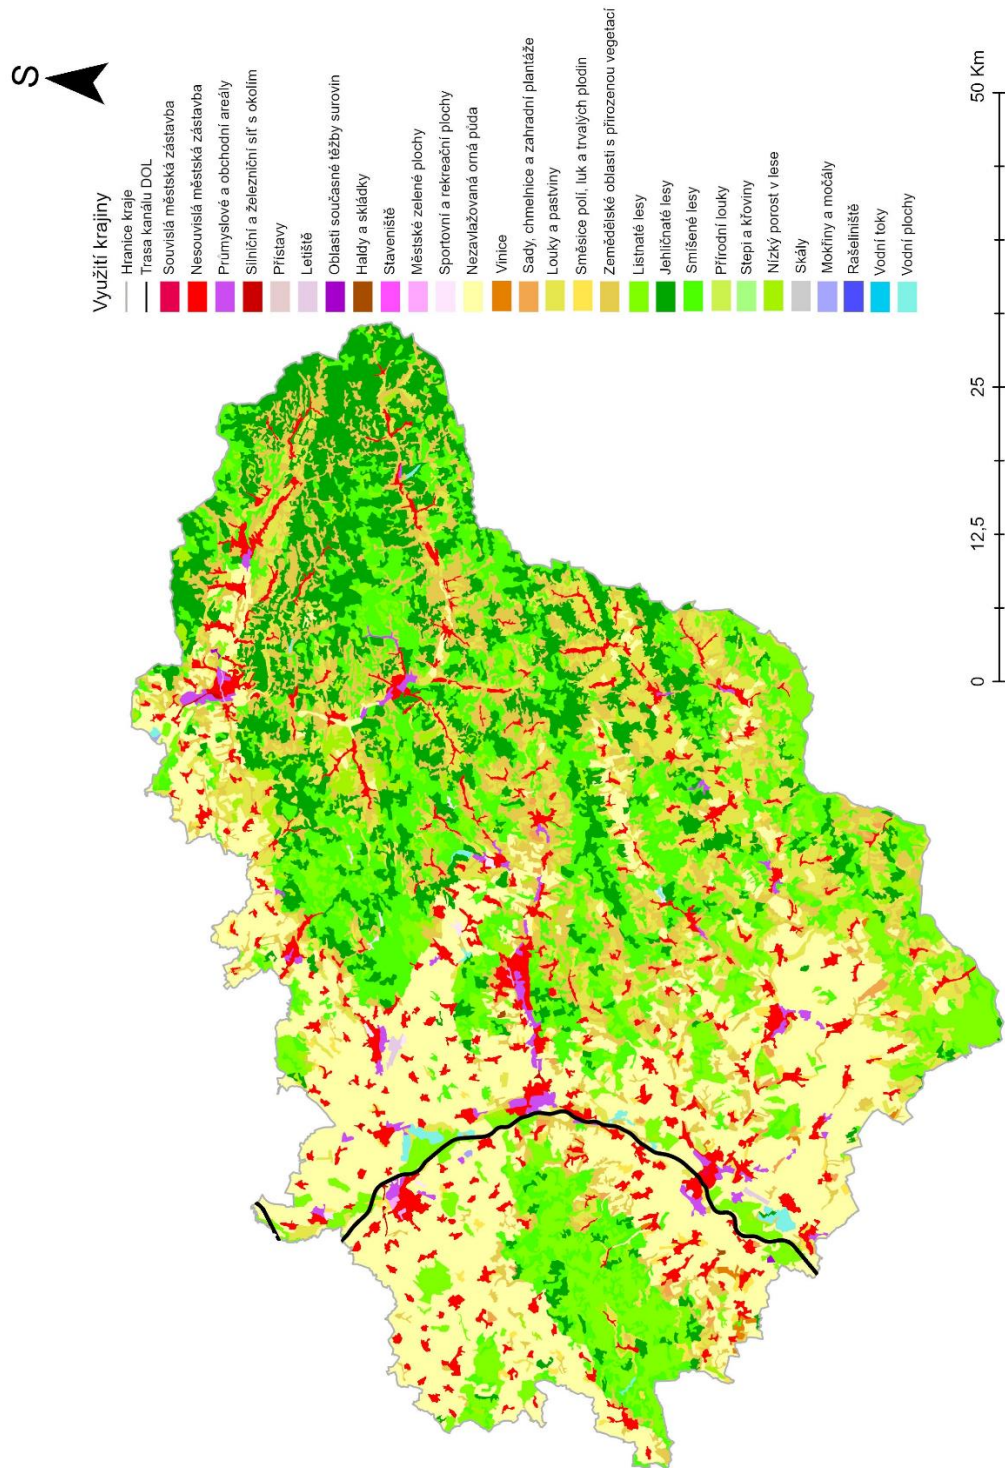 S
Využití krajiny
Hranice kraje
Trasa kanálu DOL
Souvislá městská zástavba
Nesouvislá městská zástavba
Průmyslové a obchodní areály
Silniční a železniční síť s okolím
Přístavy
Letiště
Oblasti současné těžby surovin
Haldy a skládky
Staveniště
Městské zelené plochy
Sportovní a rekreační plochy
Nezavlažovaná orná půda
Vinice
Sady, chmelnice a zahradní plantáže
Louky a pastviny
Směsice polí, luk a trvalých plodin
Zemědělské oblasti s přirozenou vegetací
Listnaté lesy
Jehličnaté lesy
Smíšené lesy
Přírodní louky
Stepi a křoviny
Nízký porost v lese
Skály
Mokřiny a močály
Rašeliniště
Vodní toky
Vodní plochy
0 12,5 25 50 Km